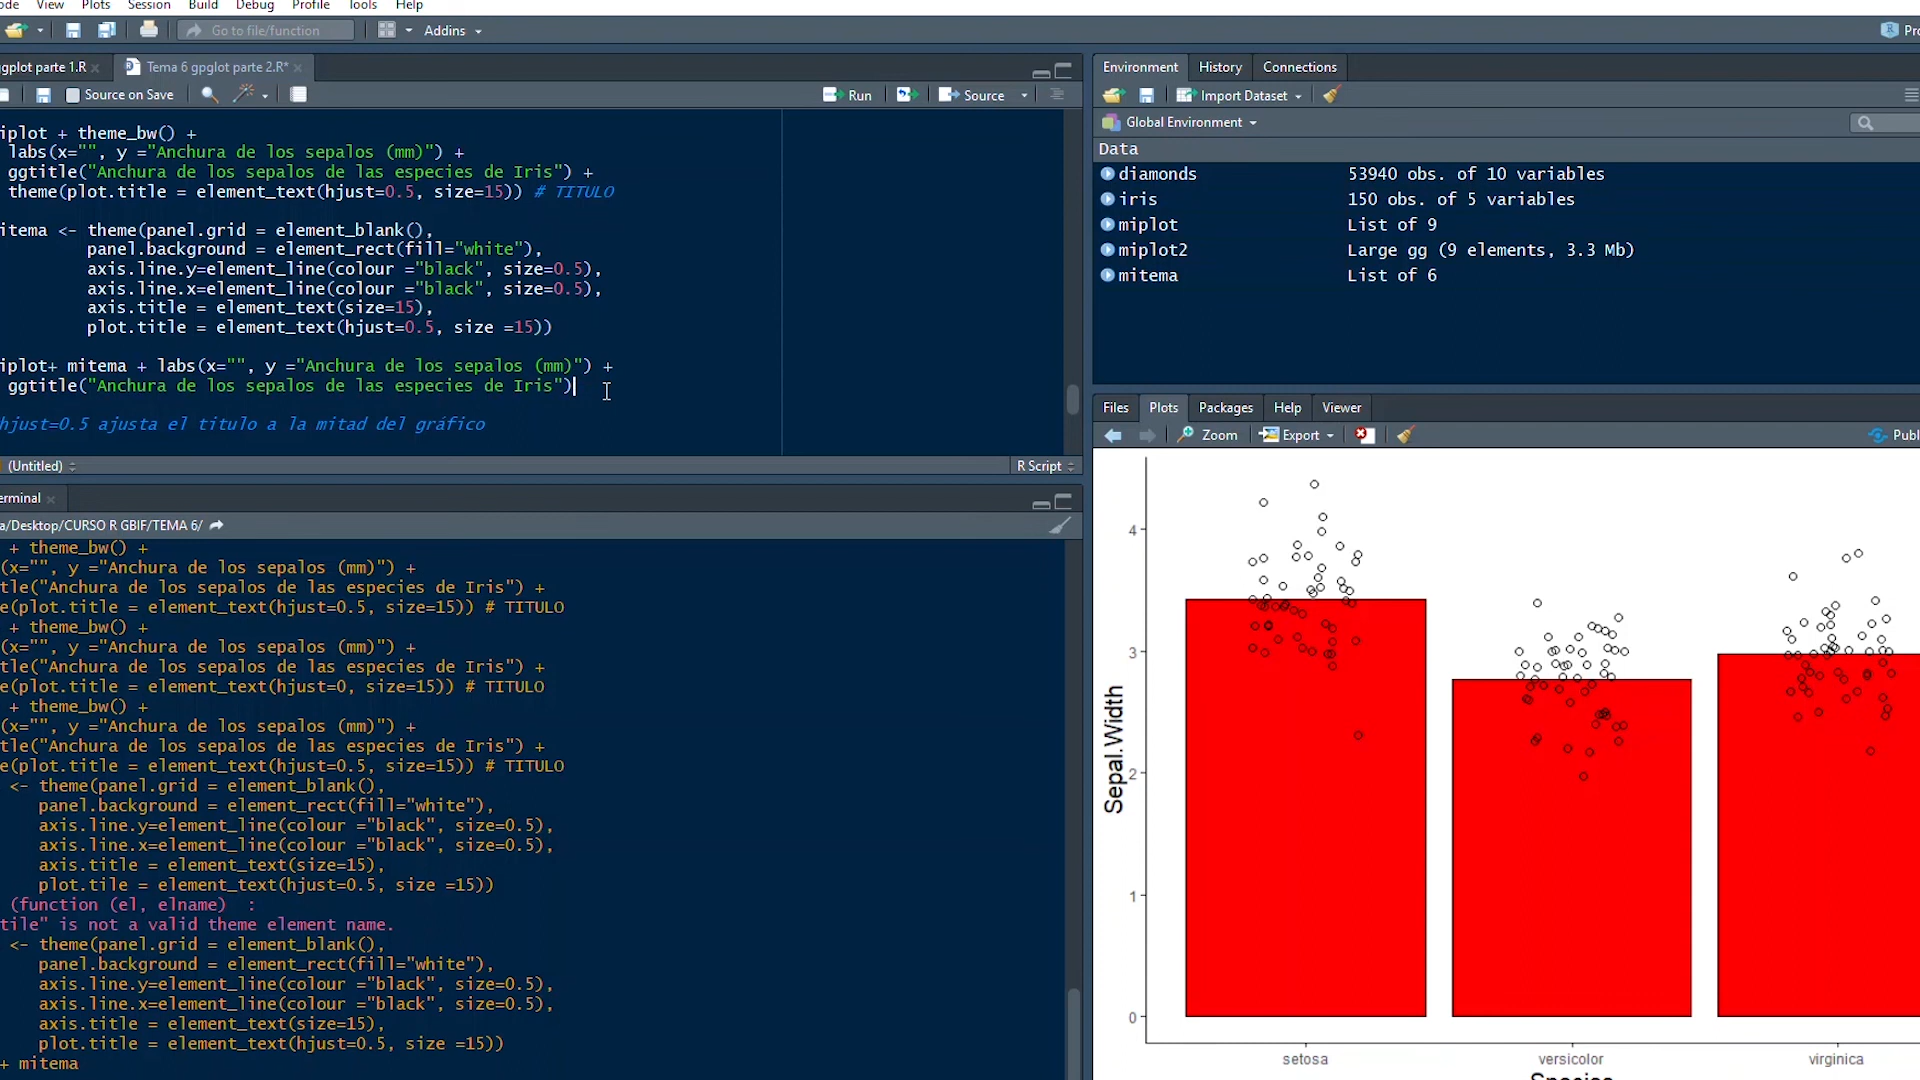 ode View Plots Session Build Debug Profile Tools Help
Go to file/function Addins Pro
ggplot parte 1.R Tema 6 gpglot parte 2.R*
Source on Save Run Source
iplot + theme_bw() +
labs(x="", y ="Anchura de los sepalos (mm)") +
ggtitle("Anchura de los sepalos de las especies de Iris") +
theme(plot.title = element_text(hjust=0.5, size=15)) # TITULO
itema <- theme(panel.grid = element_blank(),
panel.background = element_rect(fill="white"),
axis.line.y=element_line(colour ="black", size=0.5),
axis.line.x=element_line(colour ="black", size=0.5),
axis.title = element_text(size=15),
plot.title = element_text(hjust=0.5, size =15))
iplot+ mitema + labs(x="", y ="Anchura de los sepalos (mm)") +
ggtitle("Anchura de los sepalos de las especies de Iris")
hjust=0.5 ajusta el titulo a la mitad del gráfico
(Untitled) R Script
erminal
a/Desktop/CURSO R GBIF/TEMA 6/
+ theme_bw() +
(x="", y ="Anchura de los sepalos (mm)") +
tle("Anchura de los sepalos de las especies de Iris") +
e(plot.title = element_text(hjust=0.5, size=15)) # TITULO
+ theme_bw() +
(x="", y ="Anchura de los sepalos (mm)") +
tle("Anchura de los sepalos de las especies de Iris") +
e(plot.title = element_text(hjust=0, size=15)) # TITULO
+ theme_bw() +
(x="", y ="Anchura de los sepalos (mm)") +
tle("Anchura de los sepalos de las especies de Iris") +
e(plot.title = element_text(hjust=0.5, size=15)) # TITULO
<- theme(panel.grid = element_blank(),
panel.background = element_rect(fill="white"),
axis.line.y=element_line(colour ="black", size=0.5),
axis.line.x=element_line(colour ="black", size=0.5),
axis.title = element_text(size=15),
plot.tile = element_text(hjust=0.5, size =15))
(function (el, elname) :
tile" is not a valid theme element name.
<- theme(panel.grid = element_blank(),
panel.background = element_rect(fill="white"),
axis.line.y=element_line(colour ="black", size=0.5),
axis.line.x=element_line(colour ="black", size=0.5),
axis.title = element_text(size=15),
plot.title = element_text(hjust=0.5, size =15))
+ mitema
Environment History Connections
Import Dataset
Global Environment
Data
diamonds 53940 obs. of 10 variables
iris 150 obs. of 5 variables
miplot List of 9
miplot2 Large gg (9 elements, 3.3 Mb)
mitema List of 6
Files Plots Packages Help Viewer
Zoom Export Publ
4
3
2
1
0
Sepal.Width
setosa versicolor virginica
Species